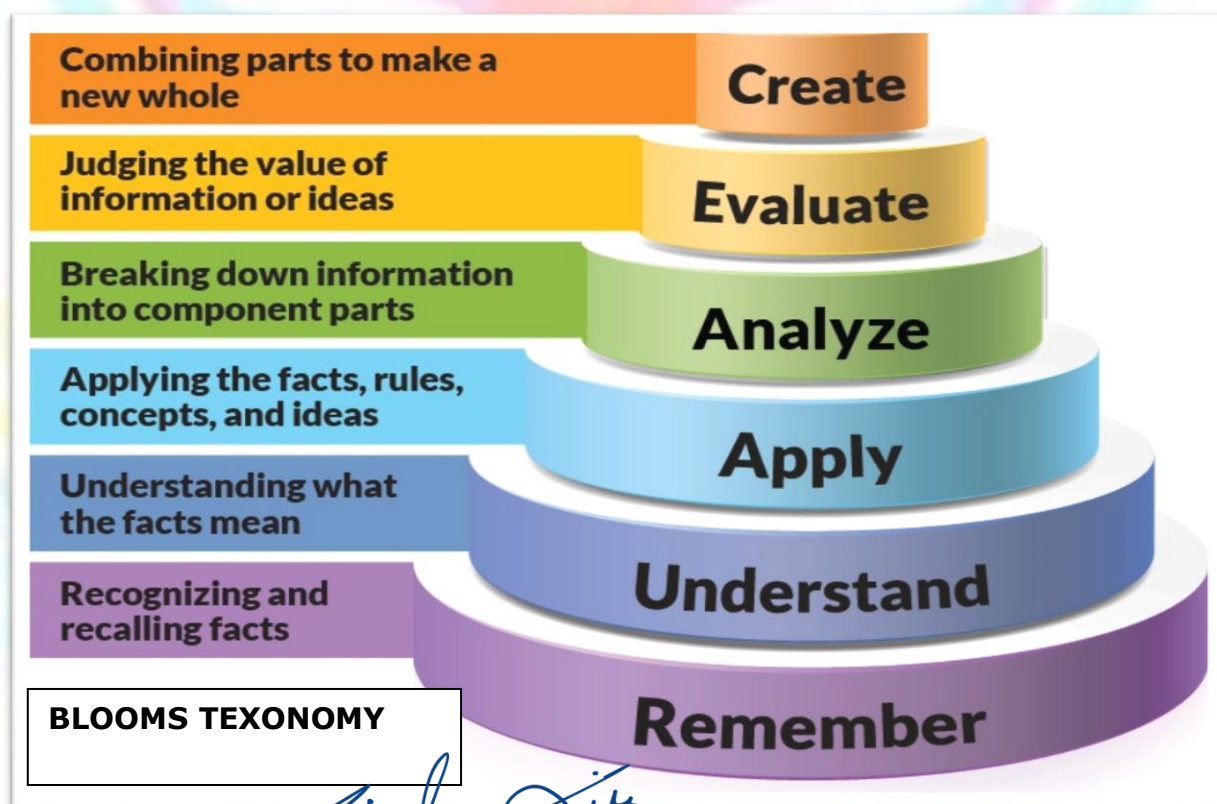 Combining parts to make a
new whole
Create
Judging the value of
information or ideas
Evaluate
Breaking down information
into component parts
Analyze
Applying the facts, rules,
concepts, and ideas
Apply
Understanding what
the facts mean
Understand
Recognizing and
recalling facts
Remember
BLOOMS TEXONOMY